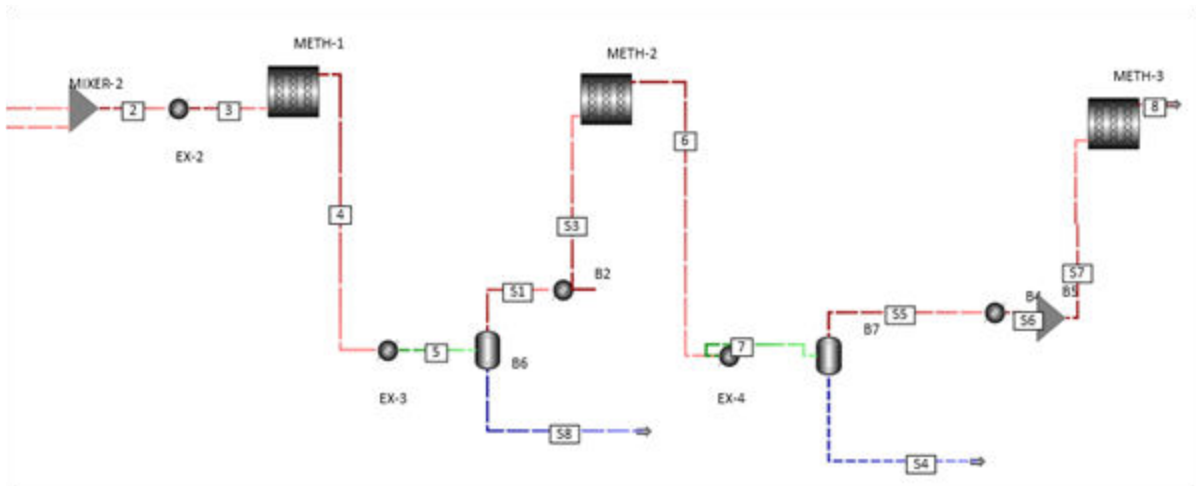 METH-1
METH-2
METH-3
MIXER-2
2
3
8
EX-2
6
4
S3
B2
S7
S1
B4
B5
S5
S6
B7
5
7
B6
EX-3
EX-4
S8
S4